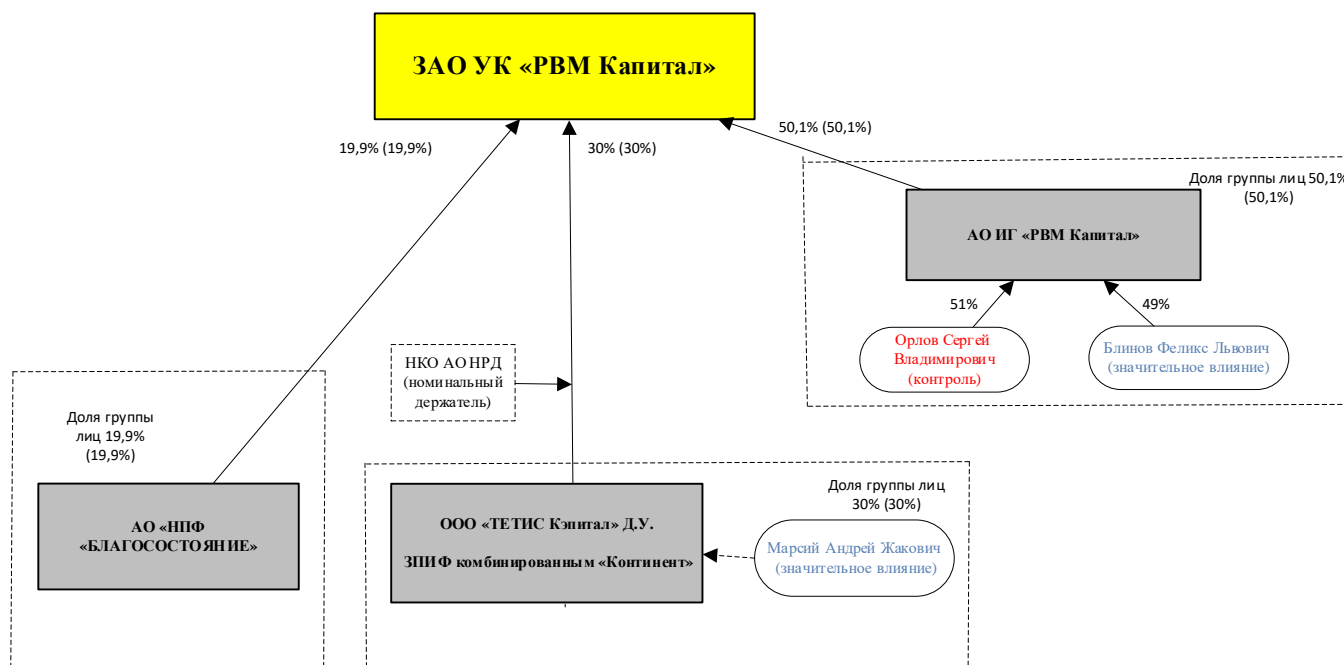 ЗАО УК «РВМ Капитал»
19,9% (19,9%)
30% (30%)
50,1% (50,1%)
Доля группы лиц 50,1%
(50,1%)
АО ИГ «РВМ Капитал»
51%
49%
Орлов Сергей
Владимирович
(контроль)
Блинов Феликс Львович
(значительное влияние)
НКО АО НРД
(номинальный
держатель)
Доля группы
лиц 19,9%
(19,9%)
АО «НПФ
«БЛАГОСОСТОЯНИЕ»
Доля группы лиц
30% (30%)
ООО «ТЕТИС Кэпитал» Д.У.
ЗПИФ комбинированным «Континент»
Марсий Андрей Жакович
(значительное влияние)